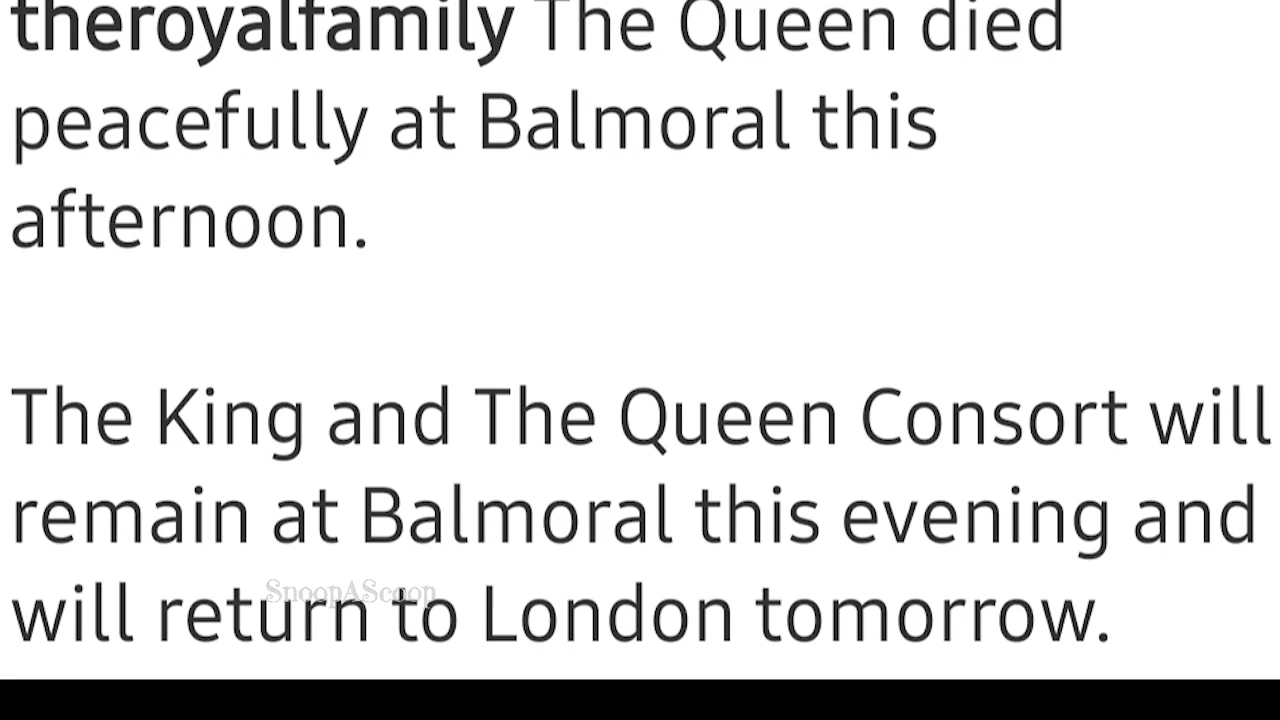 theroyalfamily The Queen died
peacefully at Balmoral this
afternoon.
The King and The Queen Consort will
remain at Balmoral this evening and
will return to London tomorrow.
SnoopAScoop